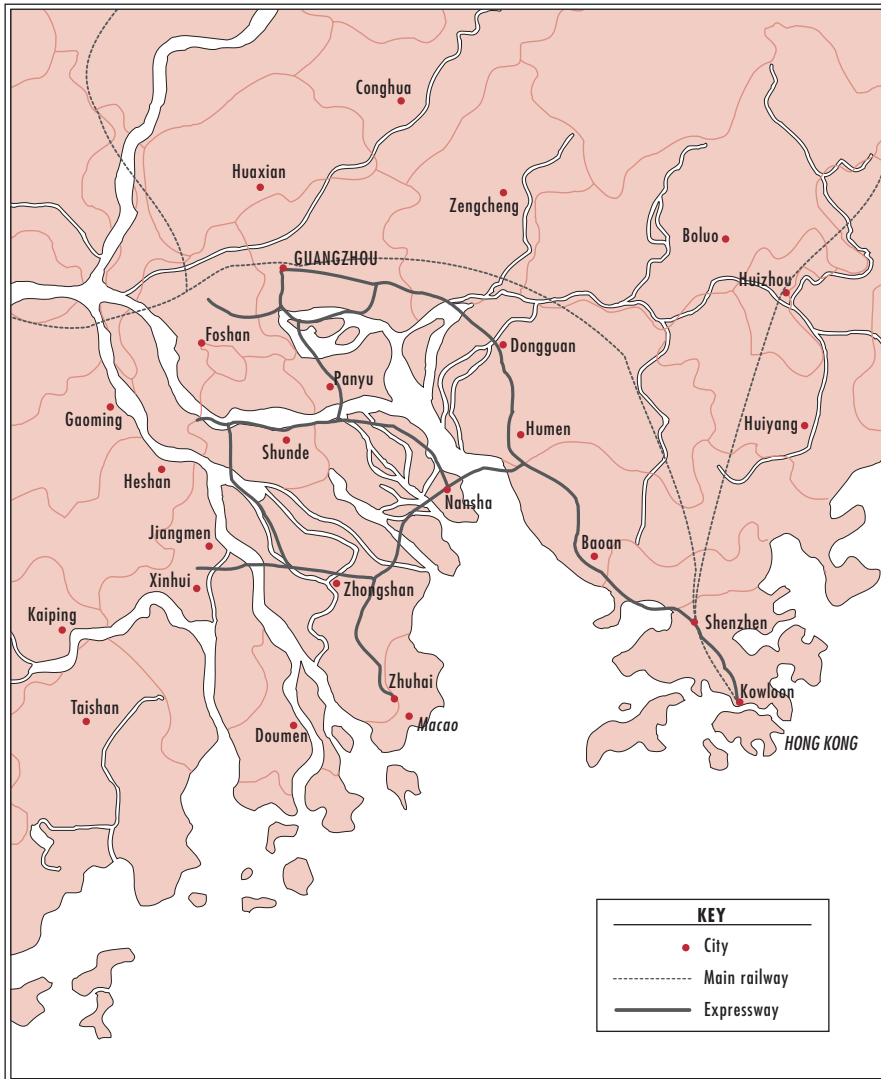 Conghua
Huaxian
Zengcheng
Boluo
GUANGZHOU
Huizhou
Foshan
Dongguan
Panyu
Gaoming
Humen
Huiyang
Shunde
Heshan
Nansha
Jiangmen
Baoan
Xinhui
Zhongshan
Kaiping
Shenzhen
Zhuhai
Kowloon
Taishan
Macao
Doumen
HONG KONG
KEY
City
Main railway
Expressway